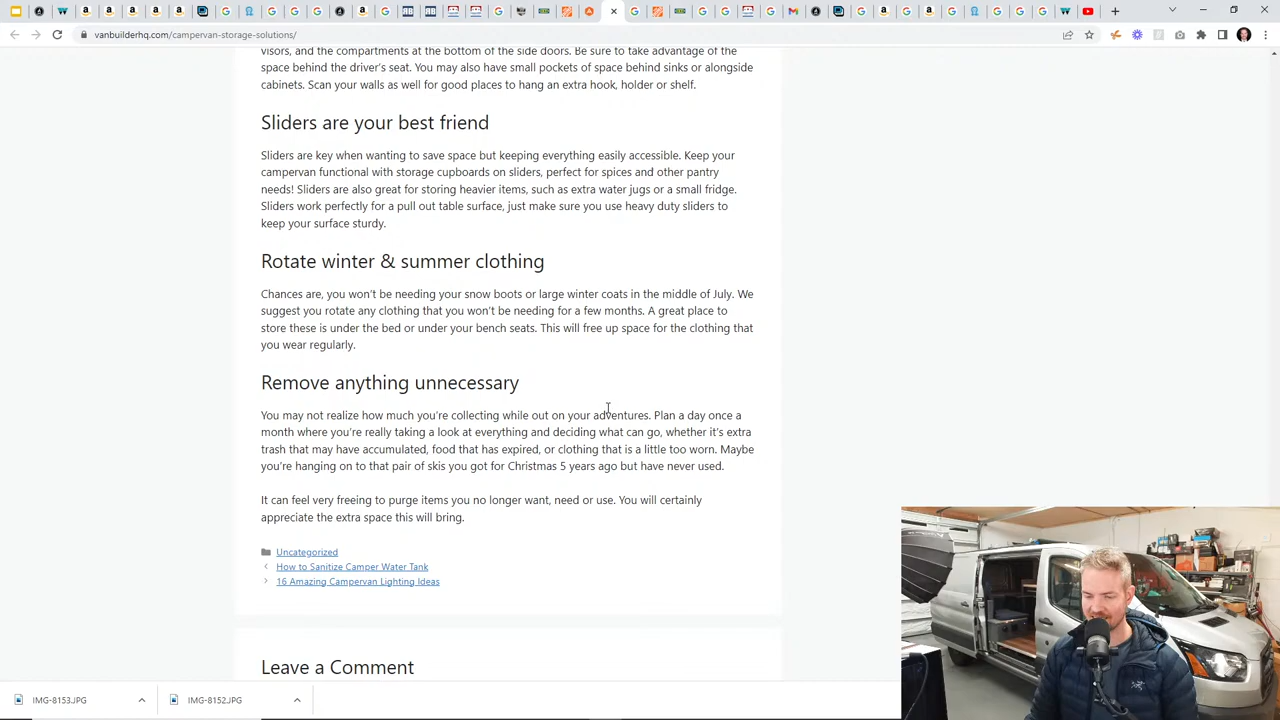 vanbuilderhq.com/campervan-storage-solutions/
visors, and the compartments at the bottom of the side doors. Be sure to take advantage of the
space behind the driver's seat. You may also have small pockets of space behind sinks or alongside
cabinets. Scan your walls as well for good places to hang an extra hook, holder or shelf.
Sliders are your best friend
Sliders are key when wanting to save space but keeping everything easily accessible. Keep your
campervan functional with storage cupboards on sliders, perfect for spices and other pantry
needs! Sliders are also great for storing heavier items, such as extra water jugs or a small fridge.
Sliders work perfectly for a pull out table surface, just make sure you use heavy duty sliders to
keep your surface sturdy.
Rotate winter & summer clothing
Chances are, you won't be needing your snow boots or large winter coats in the middle of July. We
suggest you rotate any clothing that you won't be needing for a few months. A great place to
store these is under the bed or under your bench seats. This will free up space for the clothing that
you wear regularly.
Remove anything unnecessary
You may not realize how much you're collecting while out on your adventures. Plan a day once a
month where you're really taking a look at everything and deciding what can go, whether it's extra
trash that may have accumulated, food that has expired, or clothing that is a little too worn. Maybe
you're hanging on to that pair of skis you got for Christmas 5 years ago but have never used.
It can feel very freeing to purge items you no longer want, need or use. You will certainly
appreciate the extra space this will bring.
Uncategorized
How to Sanitize Camper Water Tank
16 Amazing Campervan Lighting Ideas
Leave a Comment
IMG-8153.JPG
IMG-8152.JPG